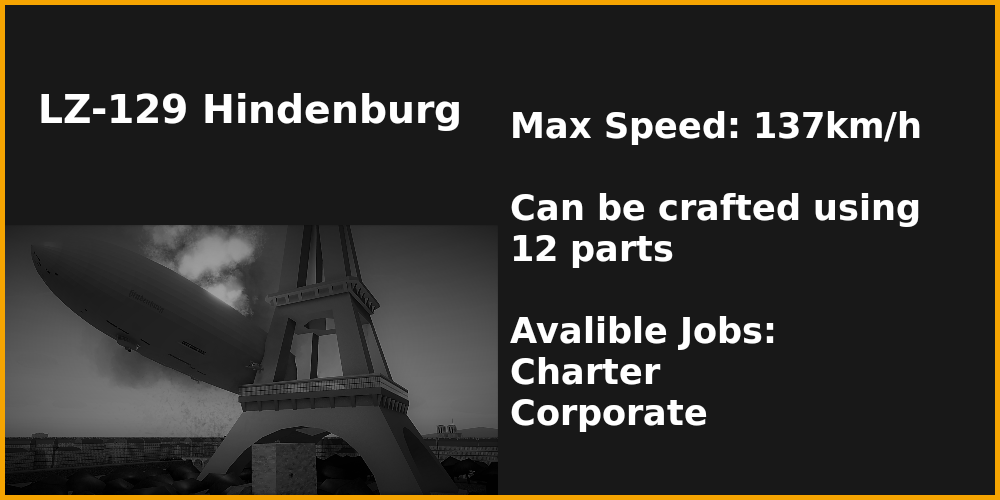 LZ-129 Hindenburg
Max Speed: 137km/h
Can be crafted using
12 parts
Avalible Jobs:
Charter
Corporate